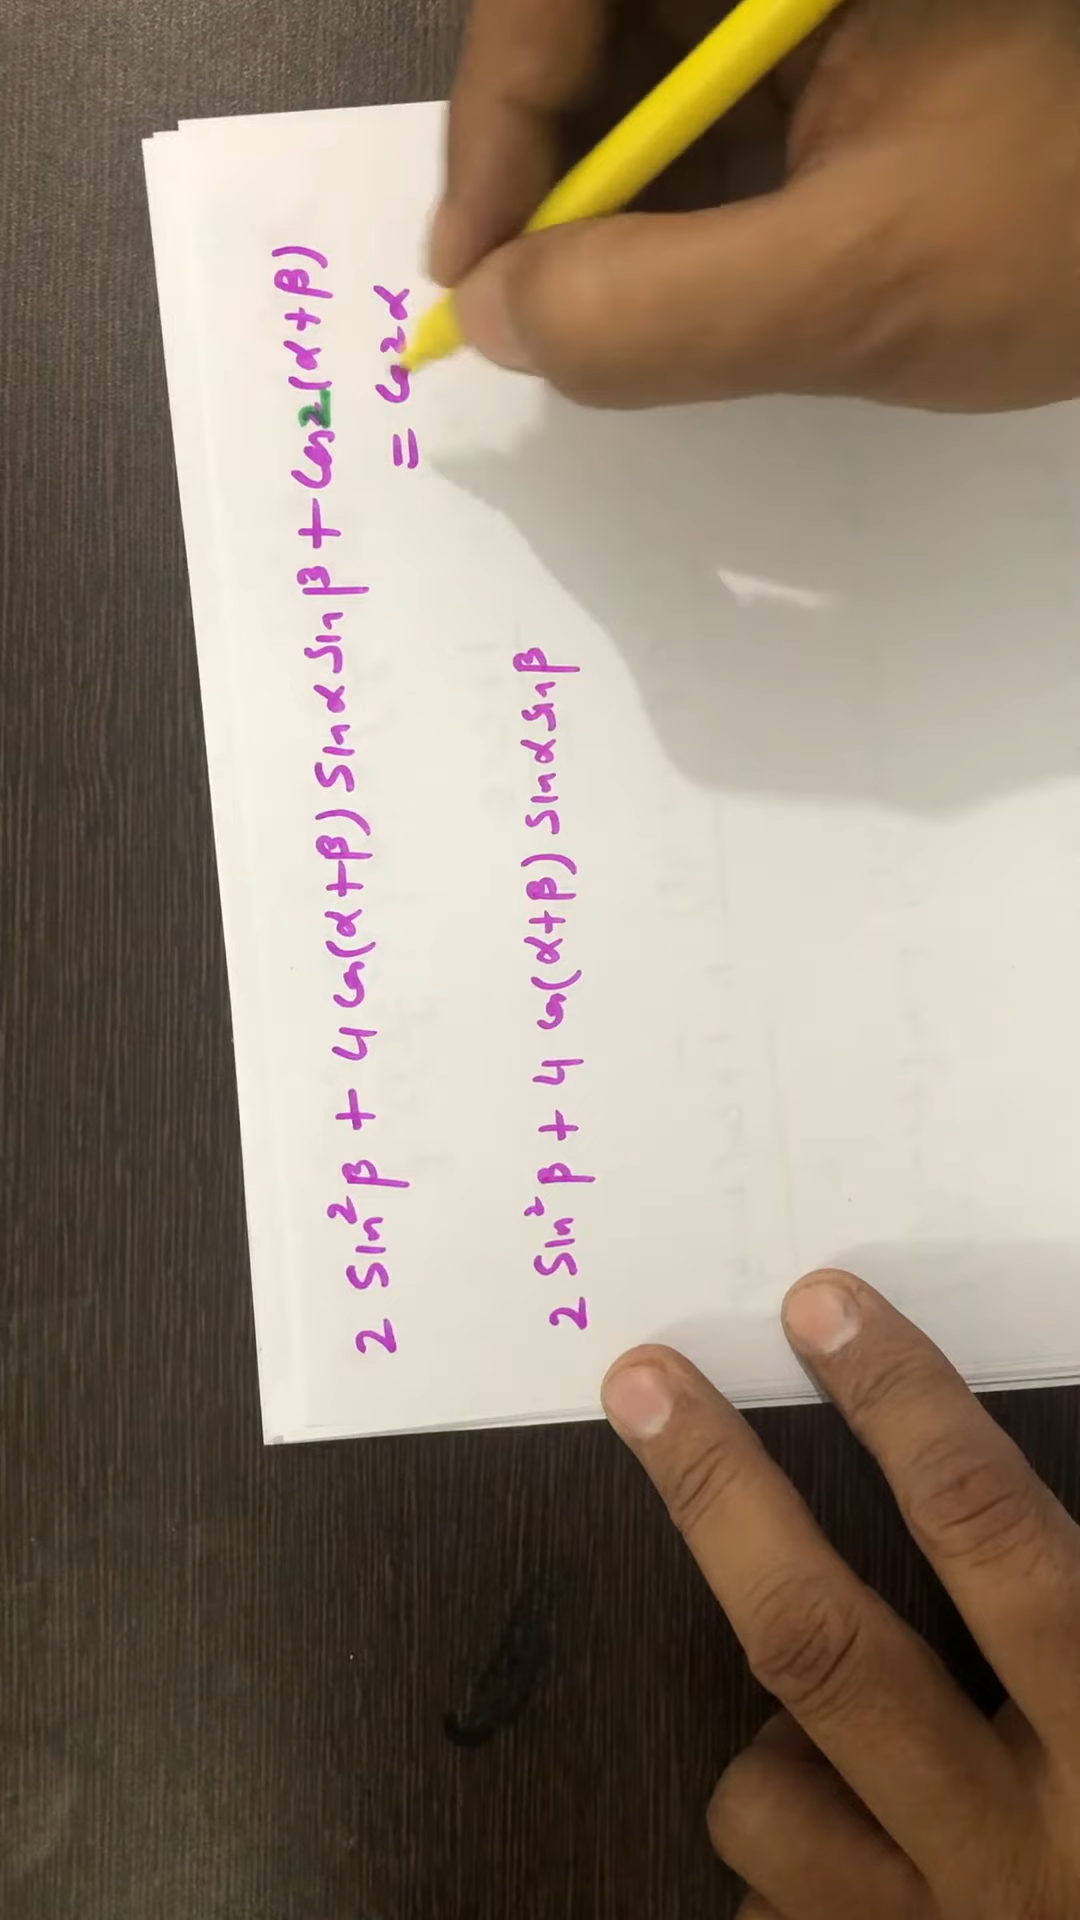 2 Sin²β + 4 Cos(α+β) Sinα Sinβ + Cos2(α+β)
= Cos2α
2 Sin²β + 4 Cos(α+β) Sinα Sinβ